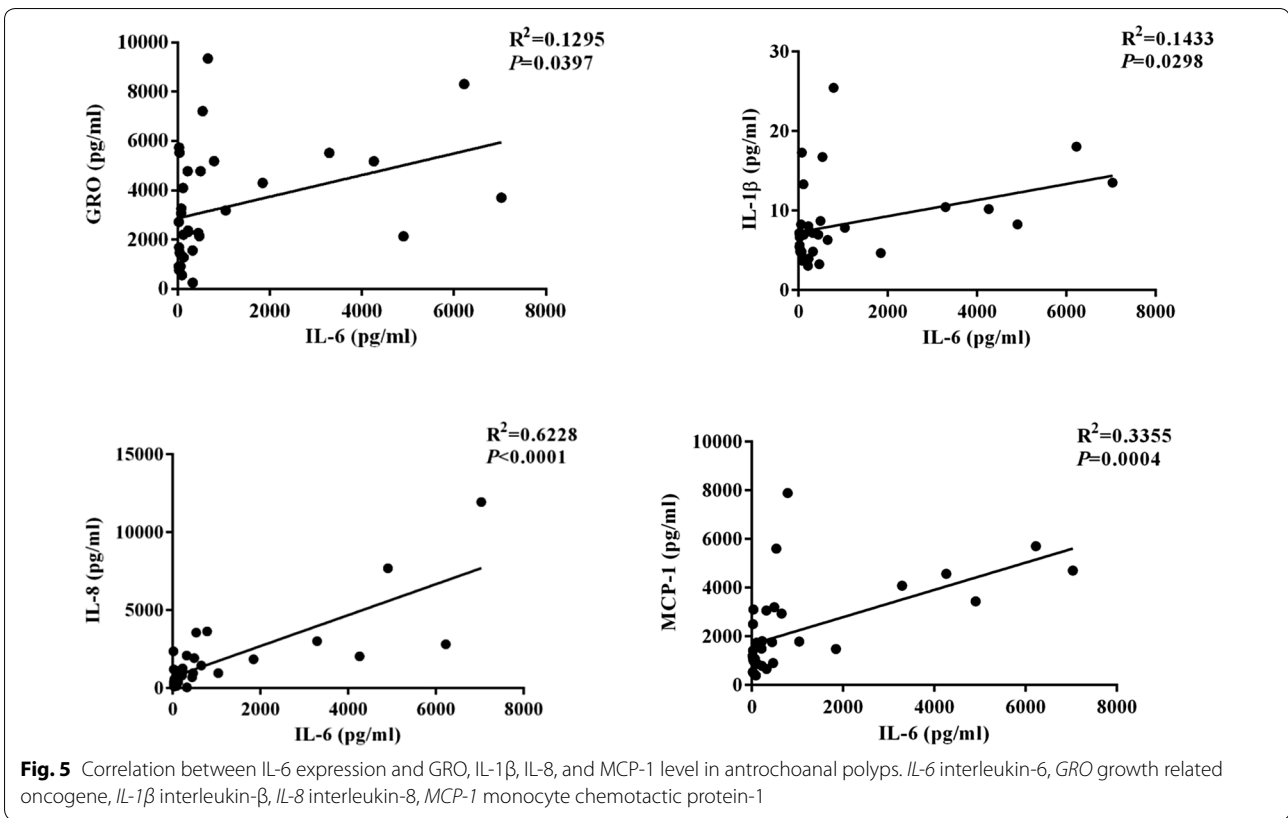 R²=0.1295
P=0.0397
10000
8000
6000
4000
2000
0
GRO (pg/ml)
0 2000 4000 6000 8000
IL-6 (pg/ml)
R²=0.1433
P=0.0298
30
20
10
0
IL-1β (pg/ml)
0 2000 4000 6000 8000
IL-6 (pg/ml)
R²=0.6228
P<0.0001
15000
10000
5000
0
IL-8 (pg/ml)
0 2000 4000 6000 8000
IL-6 (pg/ml)
R²=0.3355
P=0.0004
10000
8000
6000
4000
2000
0
MCP-1 (pg/ml)
0 2000 4000 6000 8000
IL-6 (pg/ml)
Fig. 5 Correlation between IL-6 expression and GRO, IL-1β, IL-8, and MCP-1 level in antrochoanal polyps. IL-6 interleukin-6, GRO growth related
oncogene, IL-1β interleukin-β, IL-8 interleukin-8, MCP-1 monocyte chemotactic protein-1